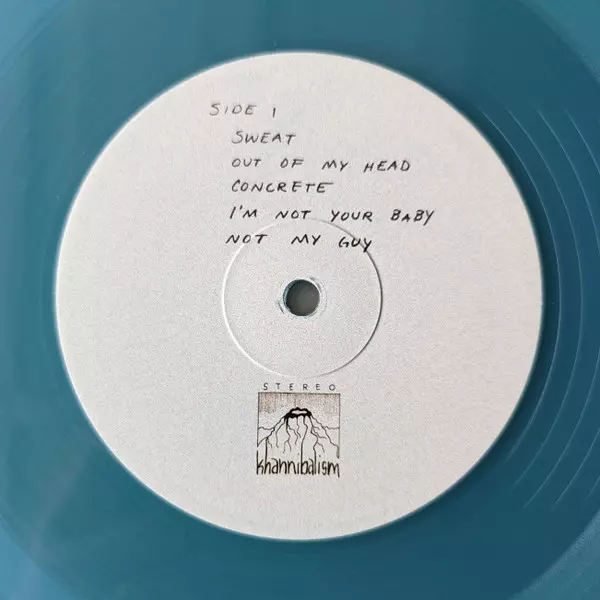 SIDE 1
SWEAT
OUT OF MY HEAD
CONCRETE
I'M NOT YOUR BABY
NOT MY GUY
STEREO
khannibalism